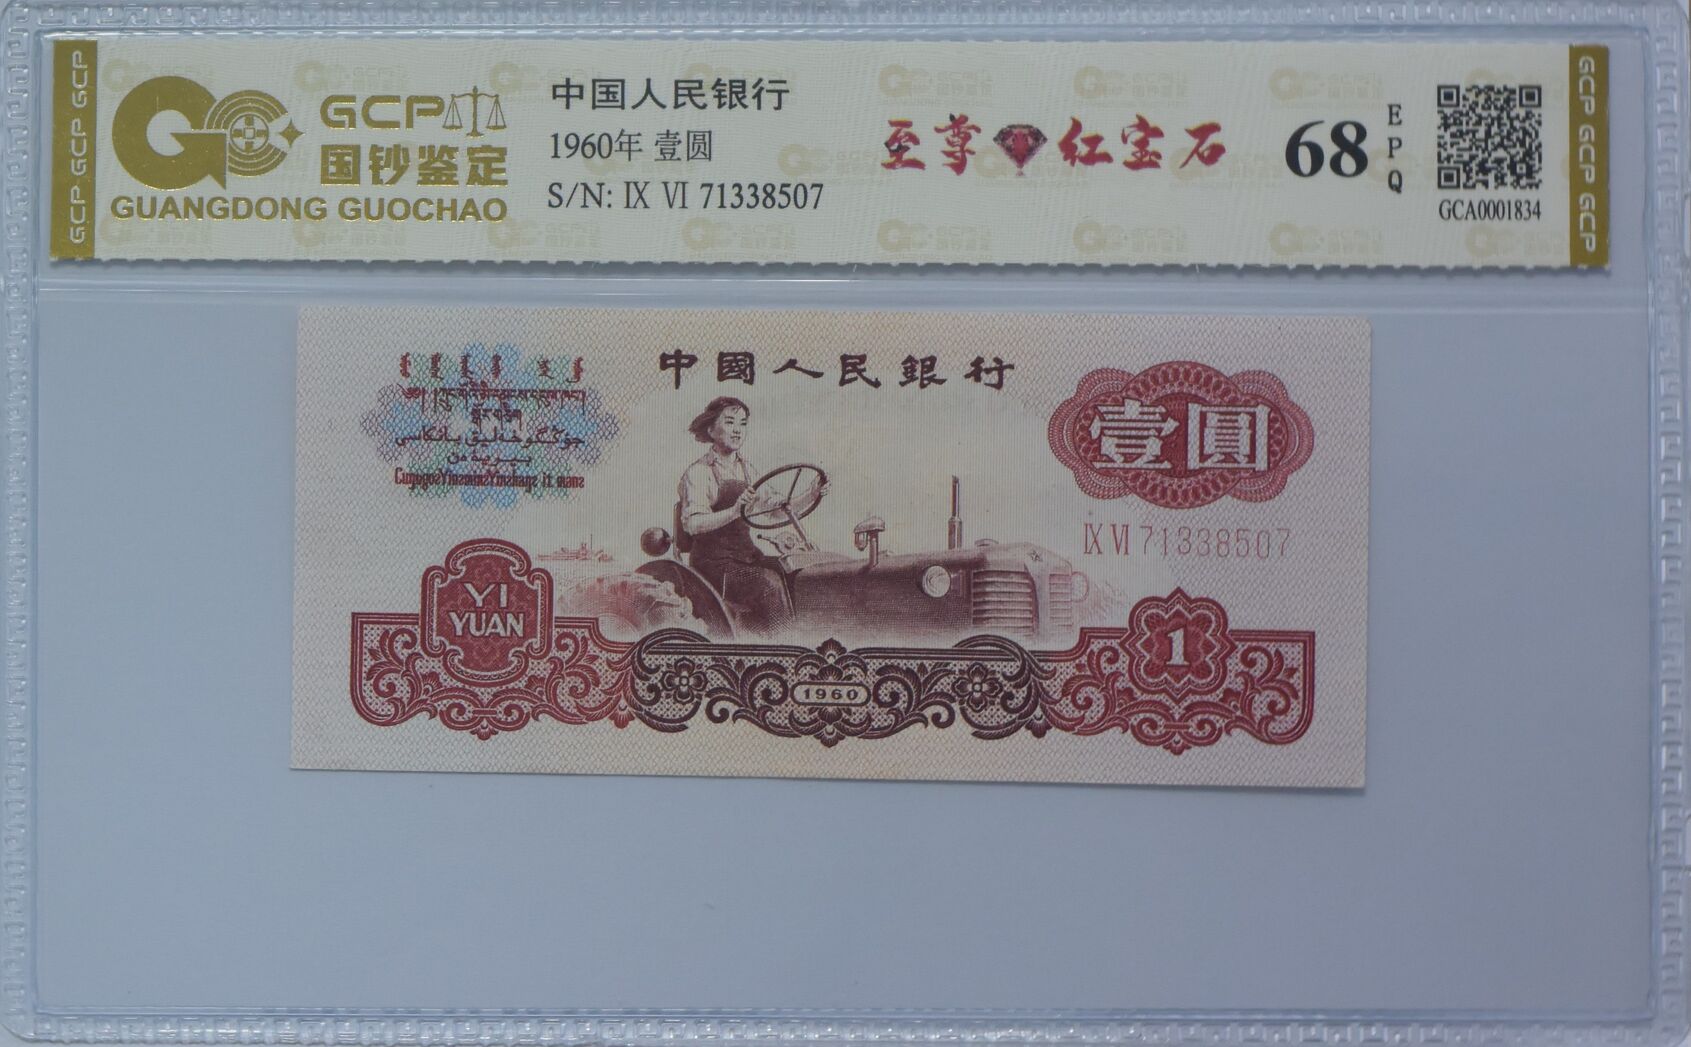 GCP GCP GCP
GCP
国钞鉴定
GUANGDONG GUOCHAO
中国人民银行
1960年 壹圆
S/N: IX VI 71338507
至尊 红宝石
68
EPQ
GCA0001834
GCP GCP GCP
中國人民銀行
壹圓
IX VI 71338507
YI
YUAN
1960
1